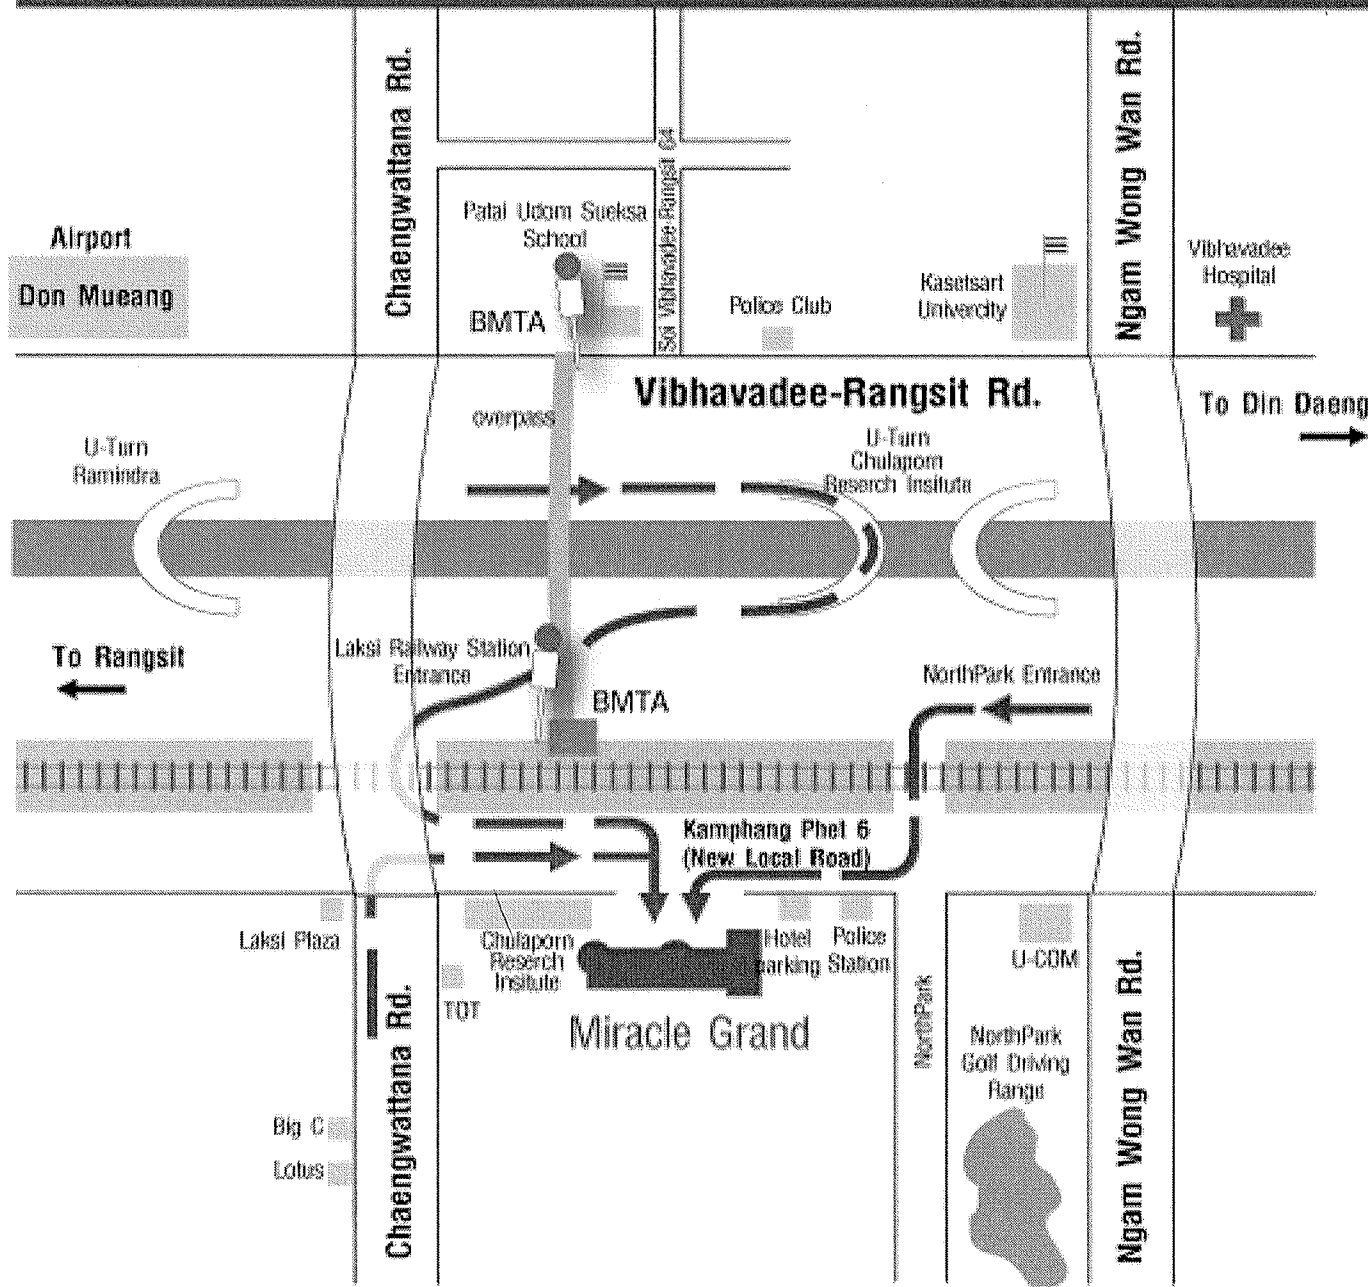 Chaengwattana Rd.
Ngam Wong Wan Rd.
Soi Vibhavadee Rangsit 64
Patai Udom Sueksa
School
BMTA
Airport
Don Mueang
Police Club
Kasetsart
Univercity
Vibhavadee
Hospital
Vibhavadee-Rangsit Rd.
To Din Daeng
overpass
U-Turn
Ramindra
U-Turn
Chulaporn
Reserch Insitute
To Rangsit
Laksi Railway Station
Entrance
BMTA
NorthPark Entrance
Kamphang Phet 6
(New Local Road)
Laksi Plaza
Chulaporn
Reserch
Insitute
TOT
Hotel
parking
Police
Station
U-COM
Miracle Grand
NorthPark
NorthPark
Golf Driving
Range
Big C
Lotus
Chaengwattana Rd.
Ngam Wong Wan Rd.